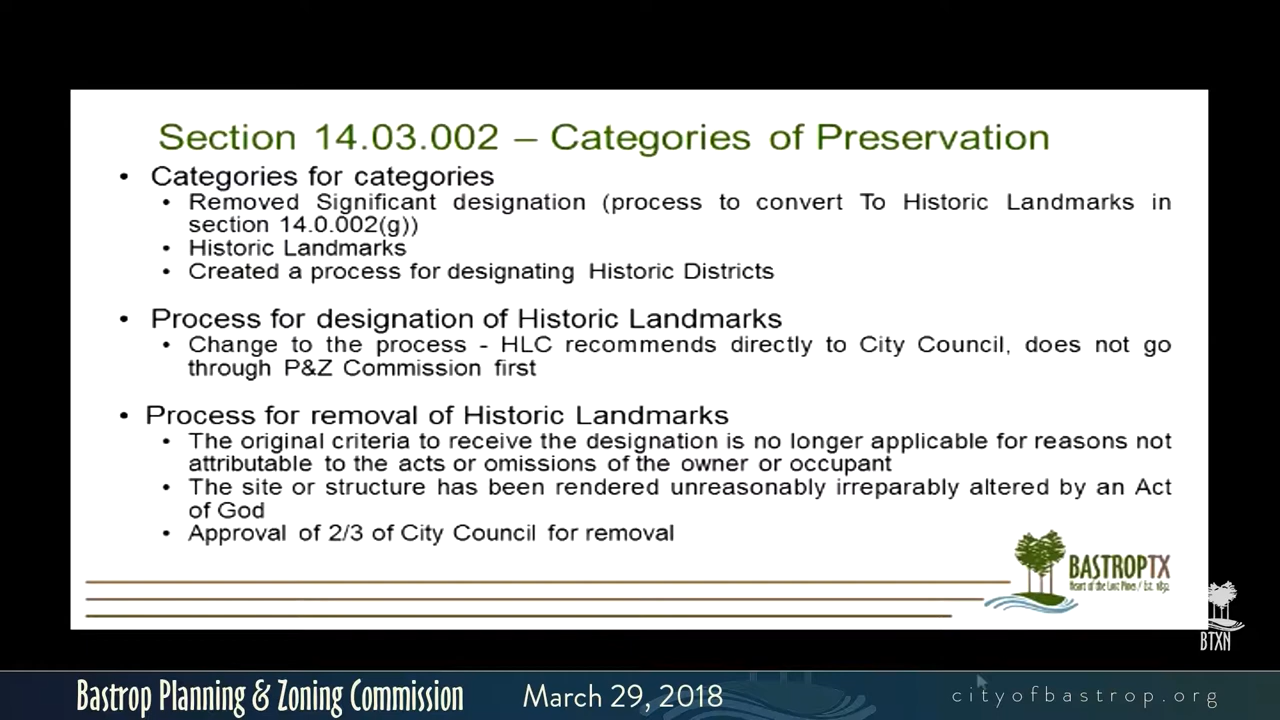 Section 14.03.002 – Categories of Preservation
• Categories for categories
• Removed Significant designation (process to convert To Historic Landmarks in
section 14.0.002(g))
• Historic Landmarks
• Created a process for designating Historic Districts
• Process for designation of Historic Landmarks
• Change to the process - HLC recommends directly to City Council, does not go
through P&Z Commission first
• Process for removal of Historic Landmarks
• The original criteria to receive the designation is no longer applicable for reasons not
attributable to the acts or omissions of the owner or occupant
• The site or structure has been rendered unreasonably irreparably altered by an Act
of God
• Approval of 2/3 of City Council for removal
BASTROPTX
Heart of the Lost Pines / Est. 1832
BTXN
Bastrop Planning & Zoning Commission March 29, 2018 cityofbastrop.org